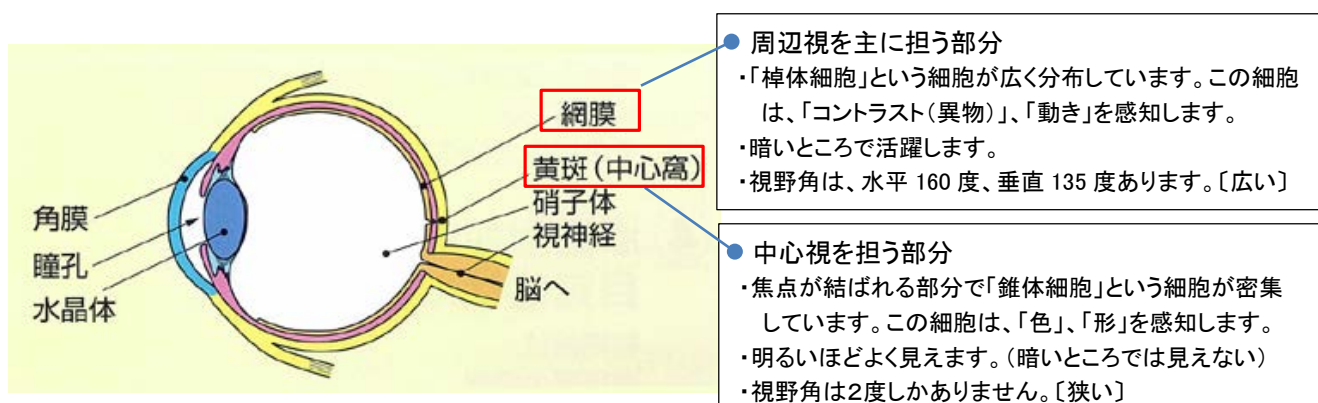 角膜
瞳孔
水晶体
網膜
黄斑(中心窩)
硝子体
視神経
脳へ
● 周辺視を主に担う部分
・「棹体細胞」という細胞が広く分布しています。この細胞
は、「コントラスト(異物)」、「動き」を感知します。
・暗いところで活躍します。
・視野角は、水平 160 度、垂直 135 度あります。〔広い〕
● 中心視を担う部分
・焦点が結ばれる部分で「錐体細胞」という細胞が密集
しています。この細胞は、「色」、「形」を感知します。
・明るいほどよく見えます。(暗いところでは見えない)
・視野角は2度しかありません。〔狭い〕